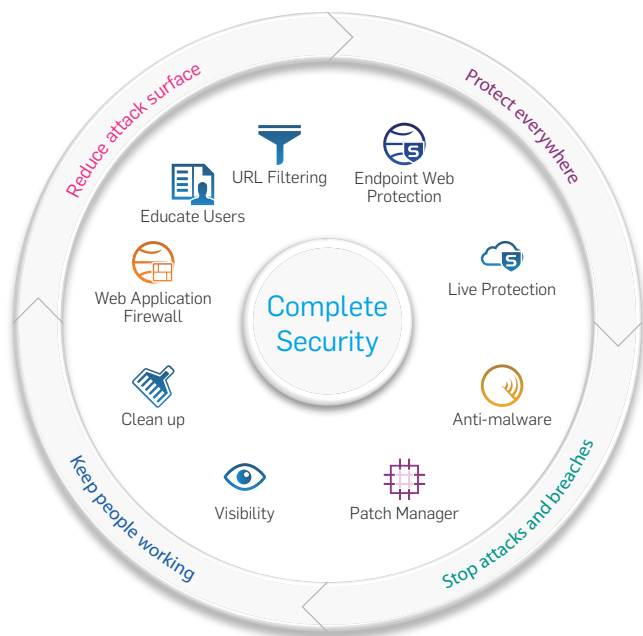 Reduce attack surface
Protect everywhere
URL Filtering
Endpoint Web
Protection
Educate Users
Live Protection
Web Application
Firewall
Complete
Security
Clean up
Anti-malware
Visibility
Patch Manager
Keep people working
Stop attacks and breaches
S
S